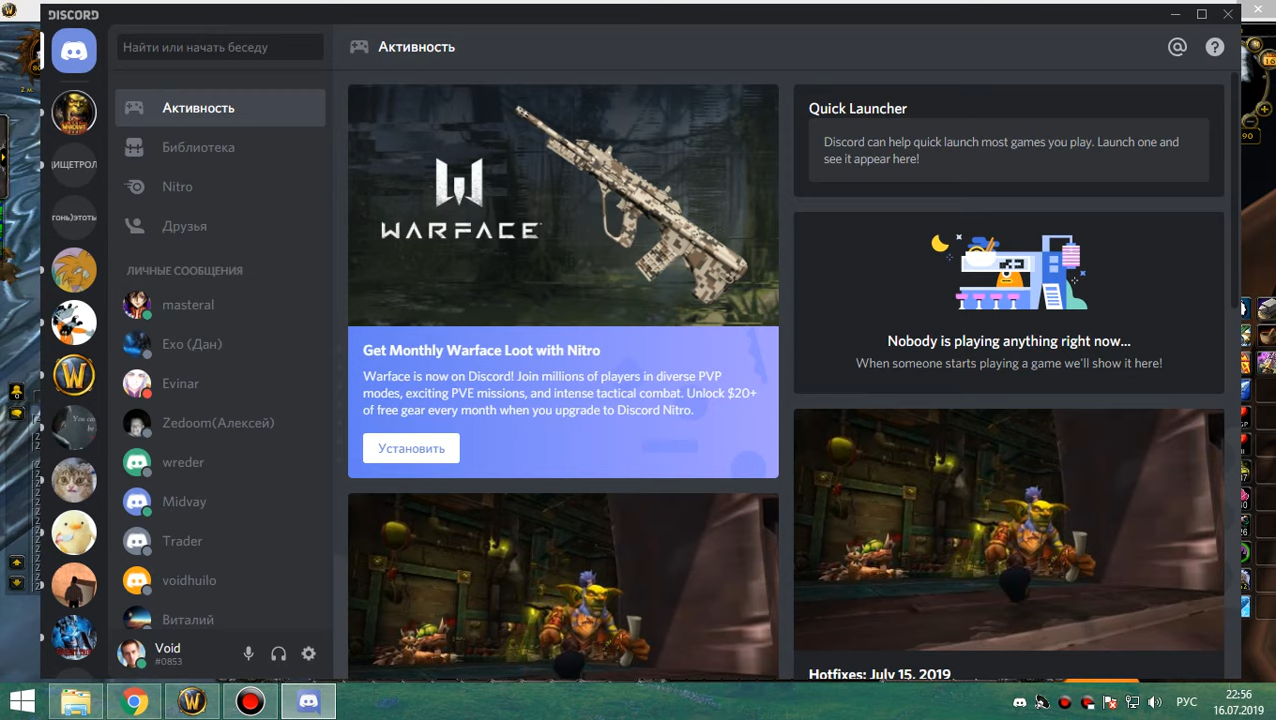 DISCORD
Найти или начать беседу
Активность
Библиотека
Nitro
Друзья
ЛИЧНЫЕ СООБЩЕНИЯ
masteral
Exo (Дан)
Evinar
Zedoom(Алексей)
wreder
Midvay
Trader
voidhuilo
Виталий
Void
#0853
ИЩЕТРОЛ
гонь)этоть
Активность
WARFACE
Get Monthly Warface Loot with Nitro
Warface is now on Discord! Join millions of players in diverse PVP
modes, exciting PVE missions, and intense tactical combat. Unlock $20+
of free gear every month when you upgrade to Discord Nitro.
Установить
Quick Launcher
Discord can help quick launch most games you play. Launch one and
see it appear here!
Nobody is playing anything right now...
When someone starts playing a game we'll show it here!
Hotfixes: July 15, 2019
РУС
22:56
16.07.2019